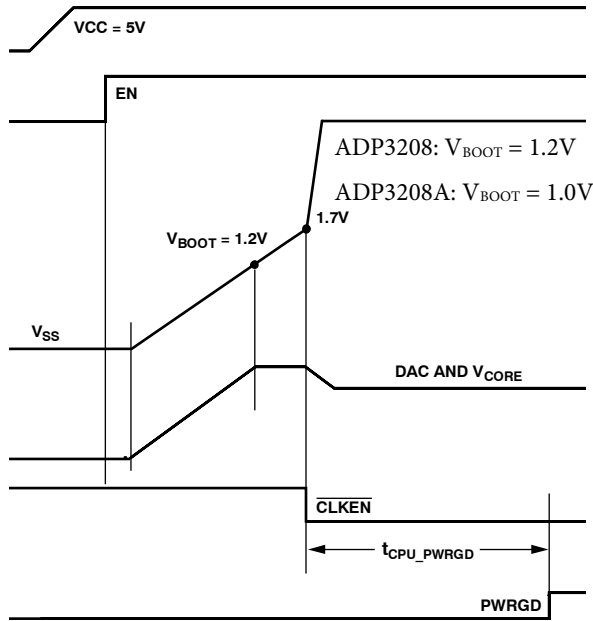 VCC = 5V
EN
ADP3208: VBOOT = 1.2V
ADP3208A: VBOOT = 1.0V
1.7V
VBOOT = 1.2V
VSS
DAC AND VCORE
CLKEN
tCPU_PWRGD
PWRGD